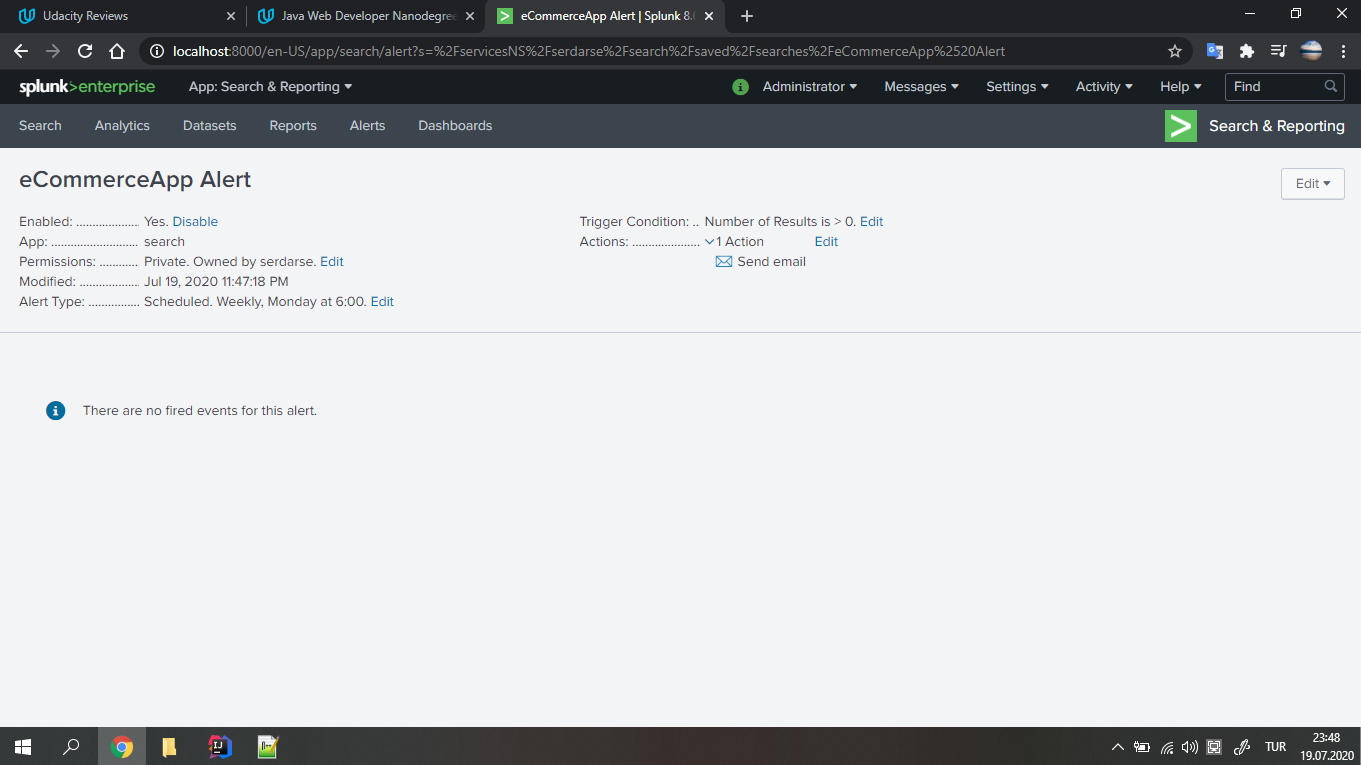 Udacity Reviews
Java Web Developer Nanodegree
eCommerceApp Alert | Splunk 8.0
localhost:8000/en-US/app/search/alert?s=%2FservicesNS%2Fserdarse%2Fsearch%2Fsaved%2Fsearches%2FeCommerceApp%2520Alert
splunk>enterprise
App: Search & Reporting
Administrator
Messages
Settings
Activity
Help
Find
Search
Analytics
Datasets
Reports
Alerts
Dashboards
Search & Reporting
eCommerceApp Alert
Edit
Enabled: ................... Yes. Disable
App: .......................... search
Permissions: ............ Private. Owned by serdarse. Edit
Modified: .................. Jul 19, 2020 11:47:18 PM
Alert Type: ............... Scheduled. Weekly, Monday at 6:00. Edit
Trigger Condition: .. Number of Results is > 0. Edit
Actions: .................... 1 Action Edit
Send email
There are no fired events for this alert.
TUR
23:48
19.07.2020